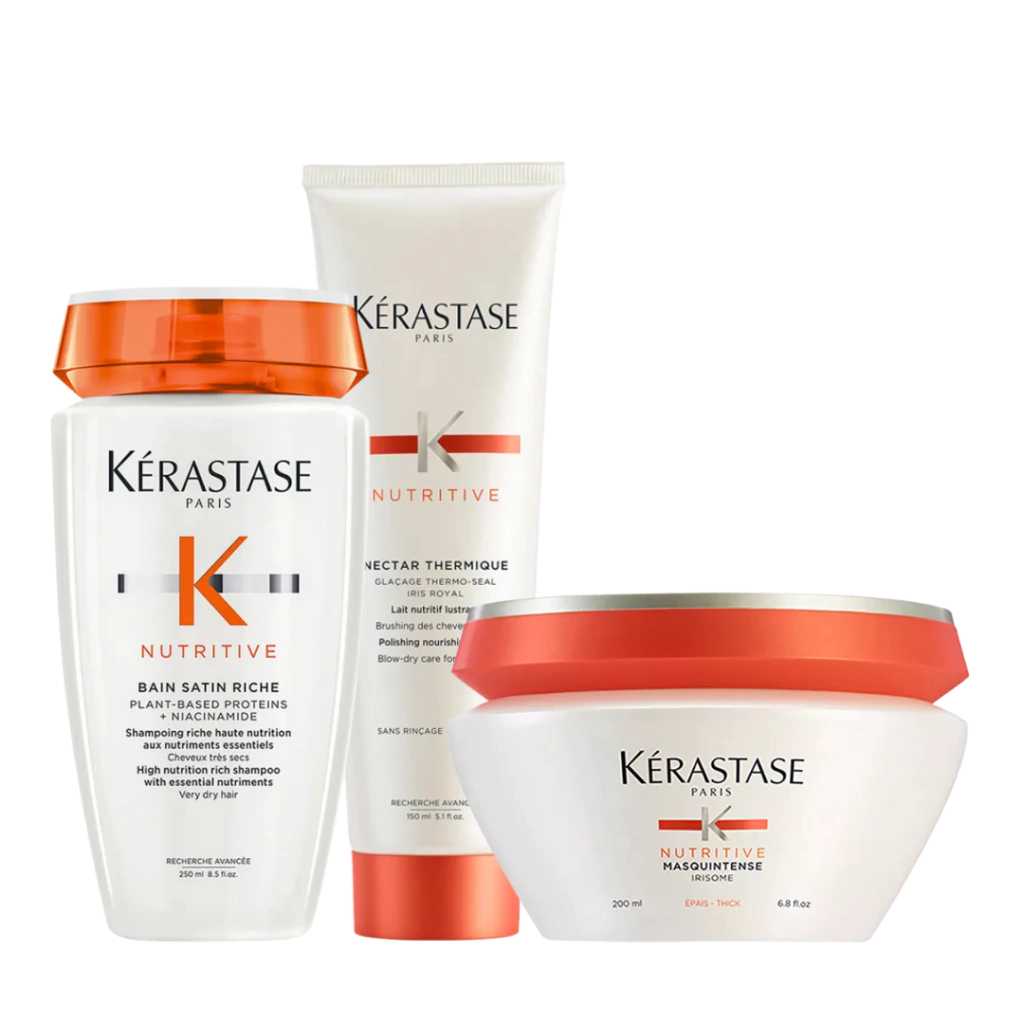 KÉRASTASE
PARIS
K
NUTRITIVE
BAIN SATIN RICHE
PLANT-BASED PROTEINS
+ NIACINAMIDE
Shampoing riche haute nutrition
aux nutriments essentiels
Cheveux très secs
High nutrition rich shampoo
with essential nutriments
Very dry hair
RECHERCHE AVANCÉE
250 ml 8.5 fl.oz.
KÉRASTASE
PARIS
K
NUTRITIVE
NECTAR THERMIQUE
GLAÇAGE THERMO-SEAL
IRIS ROYAL
Lait nutritif
Brushing des
Polishing
Blow-dry care for
SANS RINÇAGE
RECHERCHE
150 ml 5.1 fl.oz.
KÉRASTASE
PARIS
K
NUTRITIVE
MASQUINTENSE
IRISOME
200 ml ÉPAIS - THICK 6.8 fl.oz